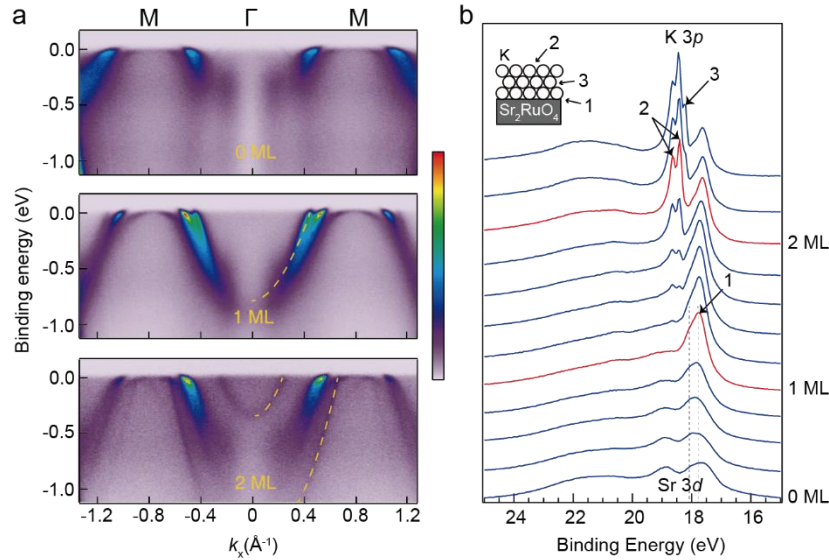 a
M Γ M
Binding energy (eV)
0.0
-0.5
-1.0
0 ML
0.0
-0.5
-1.0
1 ML
0.0
-0.5
-1.0
2 ML
-1.2 -0.8 -0.4 0 0.4 0.8 1.2
kₓ(Å⁻¹)
b
K 3p
2
K
3
1
Sr₂RuO₄
3
2
2 ML
1
1 ML
Sr 3d
0 ML
24 22 20 18 16
Binding Energy (eV)